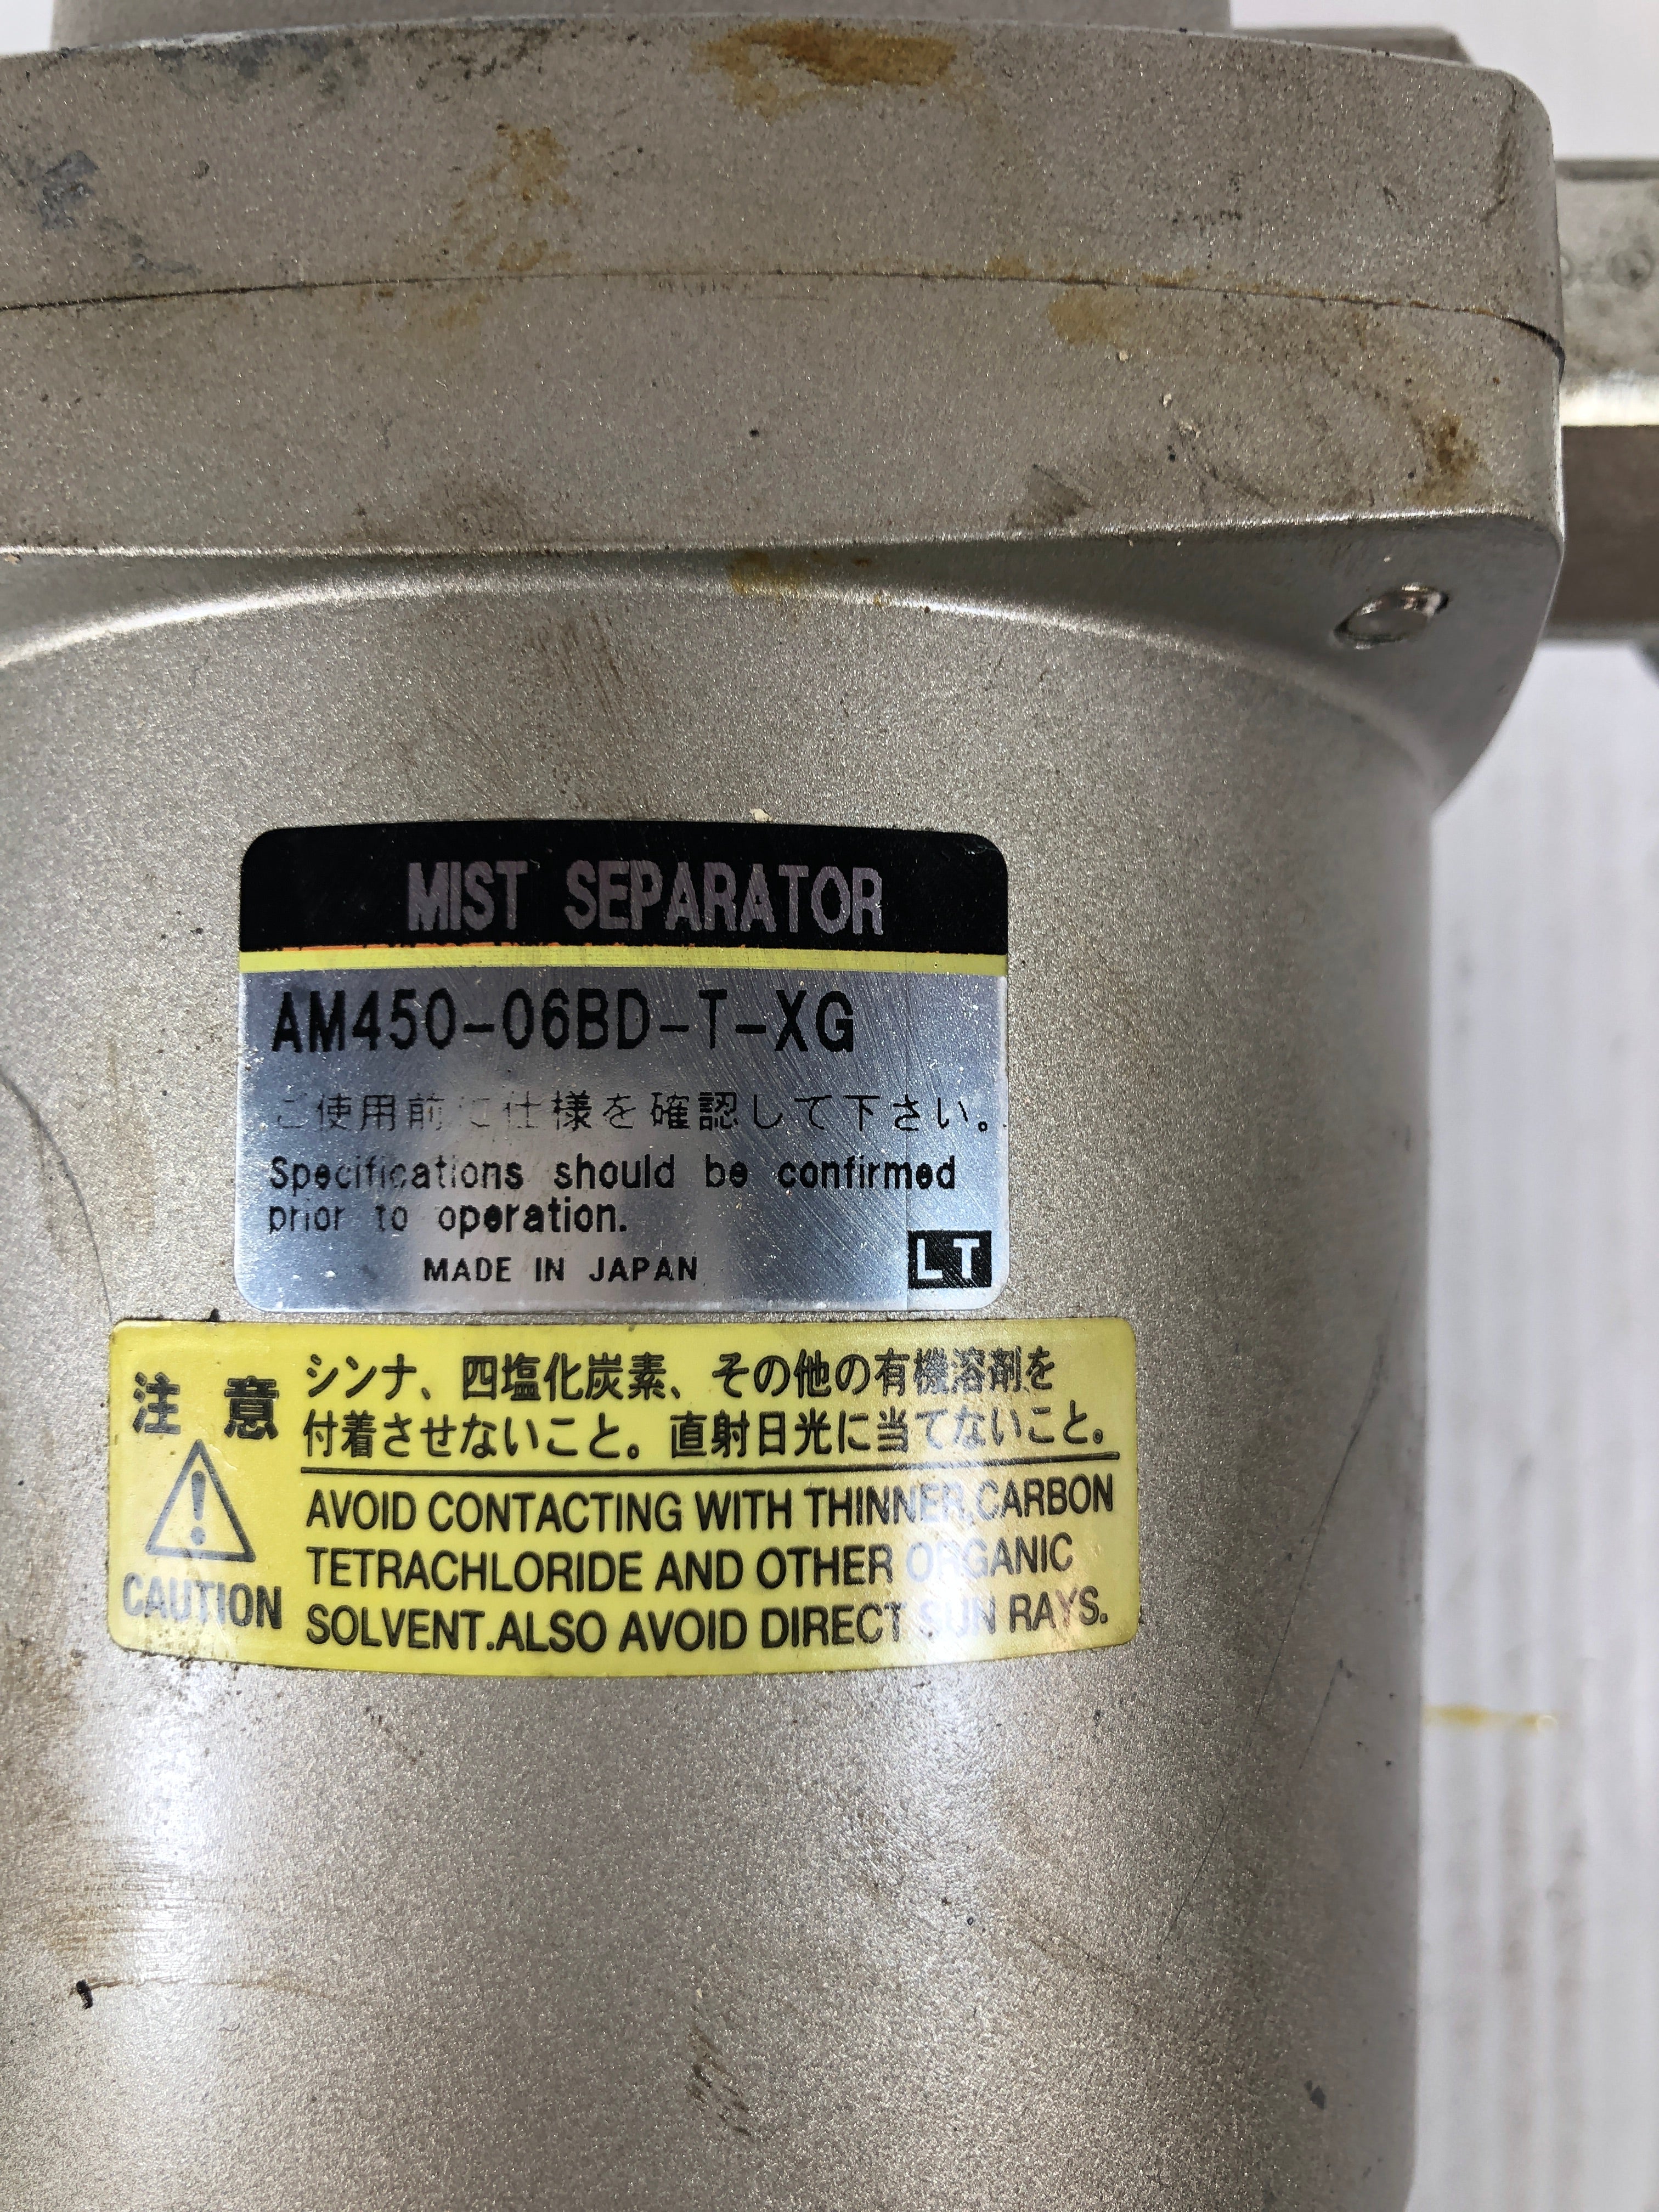 MIST SEPARATOR
AM450-06BD-T-XG
ご使用前に仕様を確認して下さい。
Specifications should be confirmed
prior to operation.
MADE IN JAPAN
LT
注意
CAUTION
シンナ、四塩化炭素、その他の有機溶剤を
付着させないこと。直射日光に当てないこと。
AVOID CONTACTING WITH THINNER,CARBON
TETRACHLORIDE AND OTHER ORGANIC
SOLVENT.ALSO AVOID DIRECT SUN RAYS.